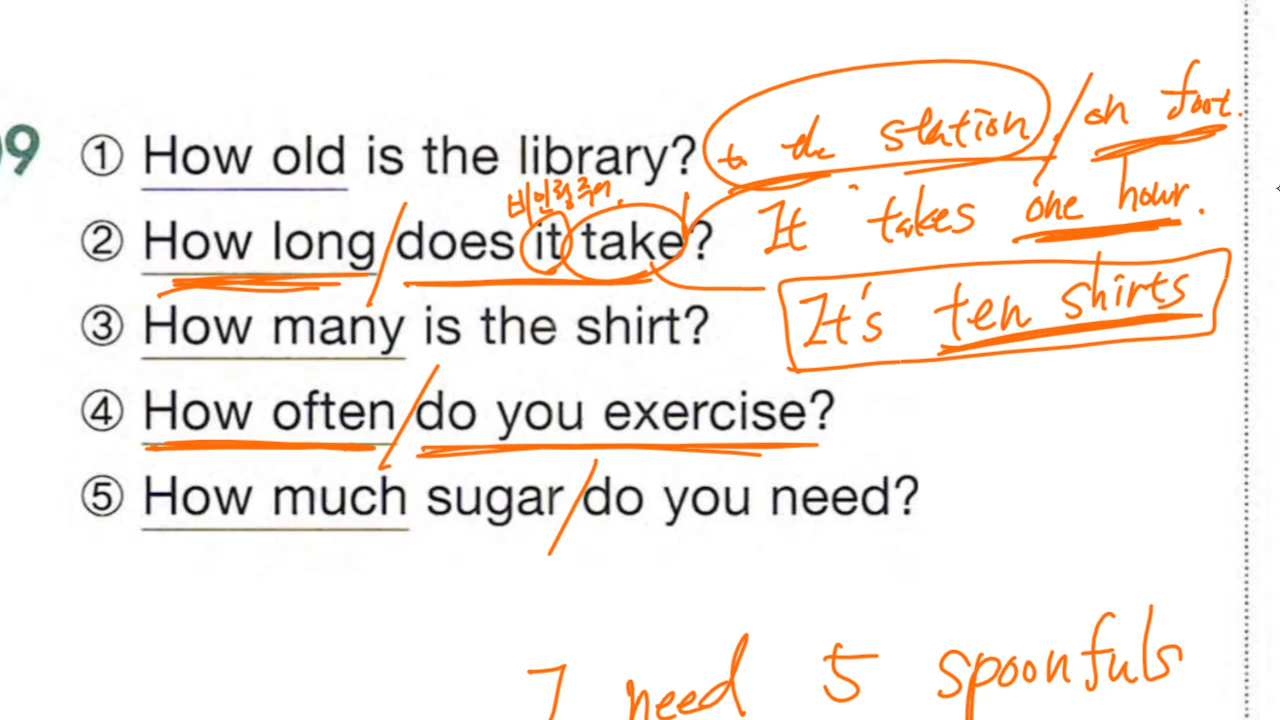 09
① How old is the library?
to the station / on foot.
비인칭주어.
② How long / does it take?
It takes one hour.
③ How many is the shirt?
It's ten shirts
④ How often / do you exercise?
⑤ How much sugar / do you need?
I need 5 spoonfuls